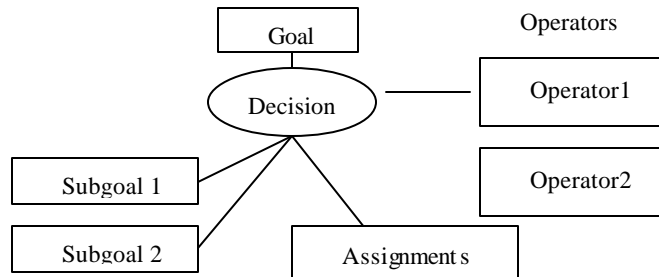 Goal
Operators
Decision
Operator1
Subgoal 1
Operator2
Subgoal 2
Assignments